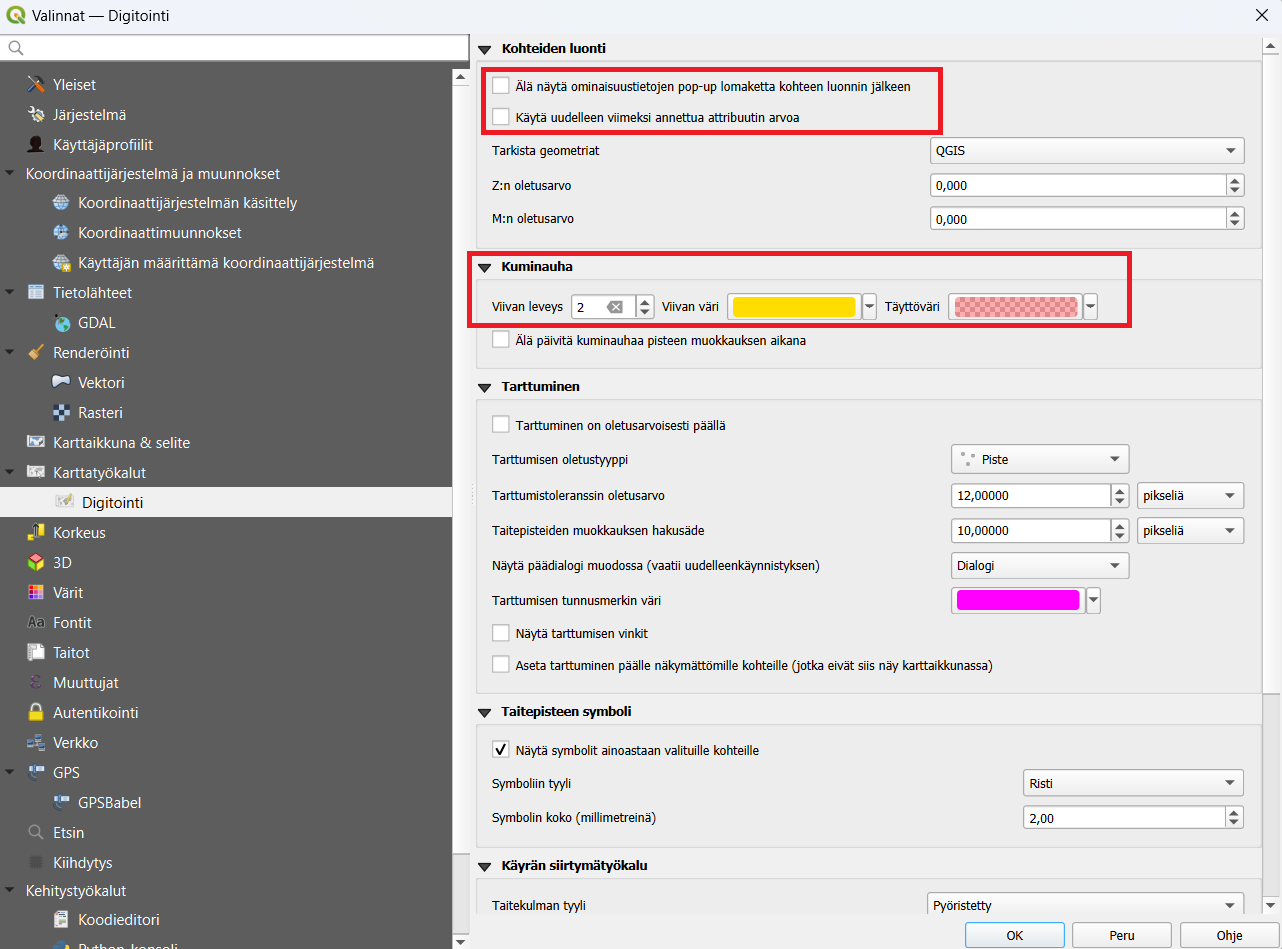 Valinnat — Digitointi
Yleiset
Järjestelmä
Käyttäjäprofiilit
Koordinaattijärjestelmä ja muunnokset
Koordinaattijärjestelmän käsittely
Koordinaattimuunnokset
Käyttäjän määrittämä koordinaattijärjestelmä
Tietolähteet
GDAL
Renderöinti
Vektori
Rasteri
Karttaikkuna & selite
Karttatyökalut
Digitointi
Korkeus
3D
Värit
Aa Fontit
Taitot
Muuttujat
Autentikointi
Verkko
GPS
GPSBabel
Etsin
Kiihdytys
Kehitystyökalut
Koodieditori
Python-konsoli
Kohteiden luonti
Älä näytä ominaisuustietojen pop-up lomaketta kohteen luonnin jälkeen
Käytä uudelleen viimeksi annettua attribuutin arvoa
Tarkista geometriat QGIS
Z:n oletusarvo 0,000
M:n oletusarvo 0,000
Kuminauha
Viivan leveys 2 Viivan väri Täyttöväri
Älä päivitä kuminauhaa pisteen muokkauksen aikana
Tarttuminen
Tarttuminen on oletusarvoisesti päällä
Tarttumisen oletustyyppi Piste
Tarttumistoleranssin oletusarvo 12,00000 pikseliä
Taitepisteiden muokkauksen hakusäde 10,00000 pikseliä
Näytä päädialogi muodossa (vaatii uudelleenkäynnistyksen) Dialogi
Tarttumisen tunnusmerkin väri
Näytä tarttumisen vinkit
Aseta tarttuminen päälle näkymättömille kohteille (jotka eivät siis näy karttaikkunassa)
Taitepisteen symboli
Näytä symbolit ainoastaan valituille kohteille
Symboliin tyyli Risti
Symbolin koko (millimetreinä) 2,00
Käyrän siirtymätyökalu
Taitekulman tyyli Pyöristetty
OK Peru Ohje